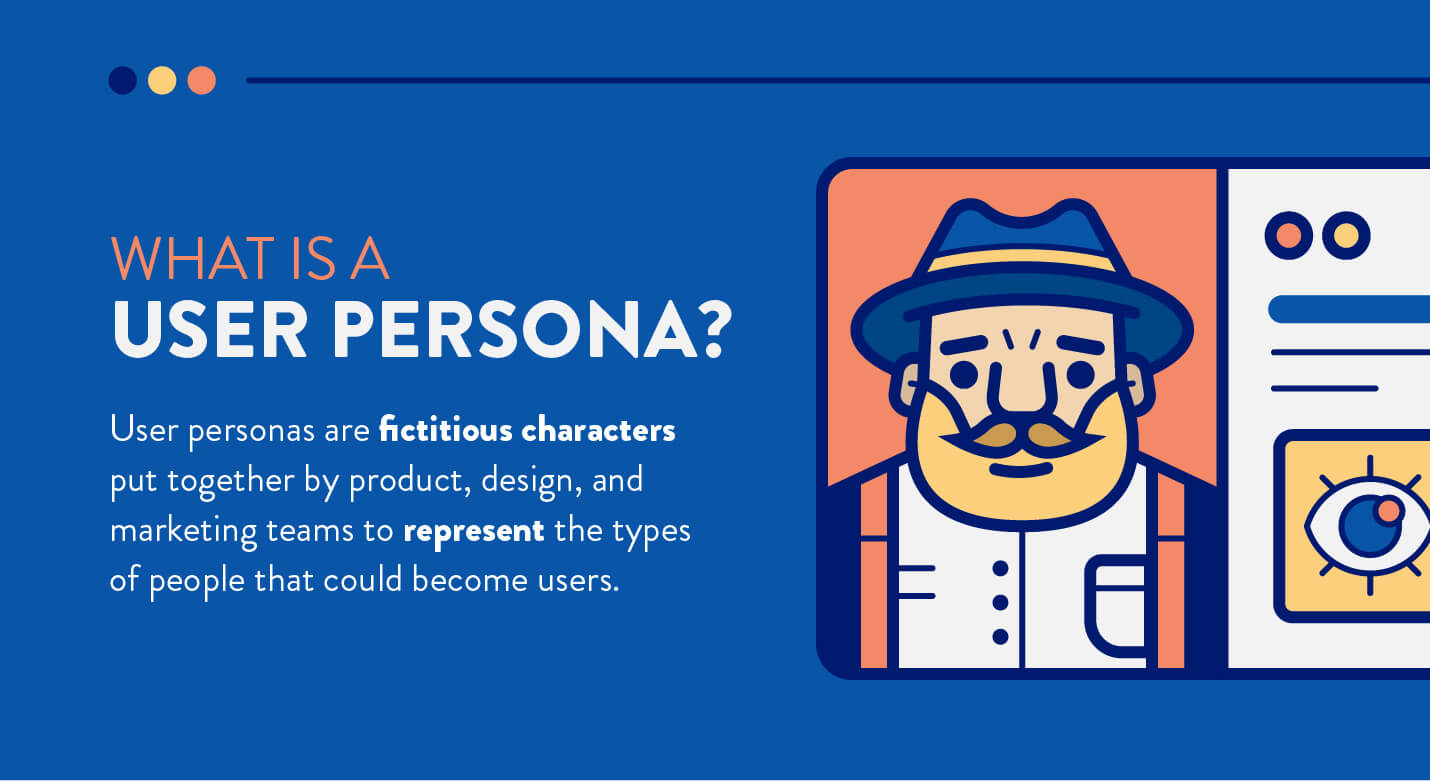 WHAT IS A
USER PERSONA?
User personas are fictitious characters
put together by product, design, and
marketing teams to represent the types
of people that could become users.